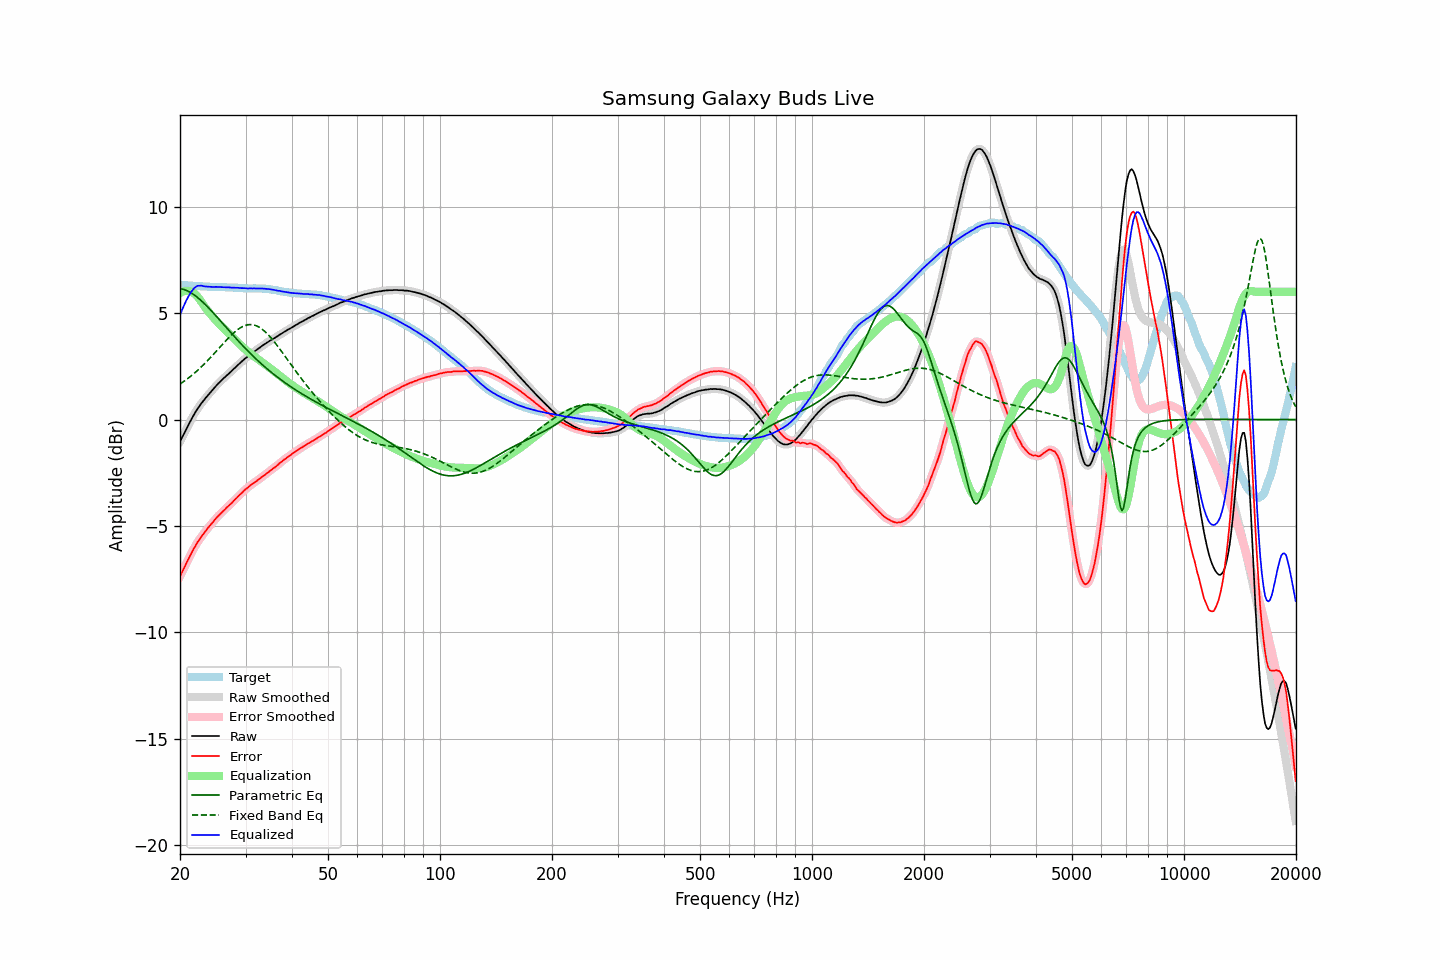 Samsung Galaxy Buds Live
Amplitude (dBr)
10
5
0
−5
−10
−15
−20
Target
Raw Smoothed
Error Smoothed
Raw
Error
Equalization
Parametric Eq
Fixed Band Eq
Equalized
20 50 100 200 500 1000 2000 5000 10000 20000
Frequency (Hz)